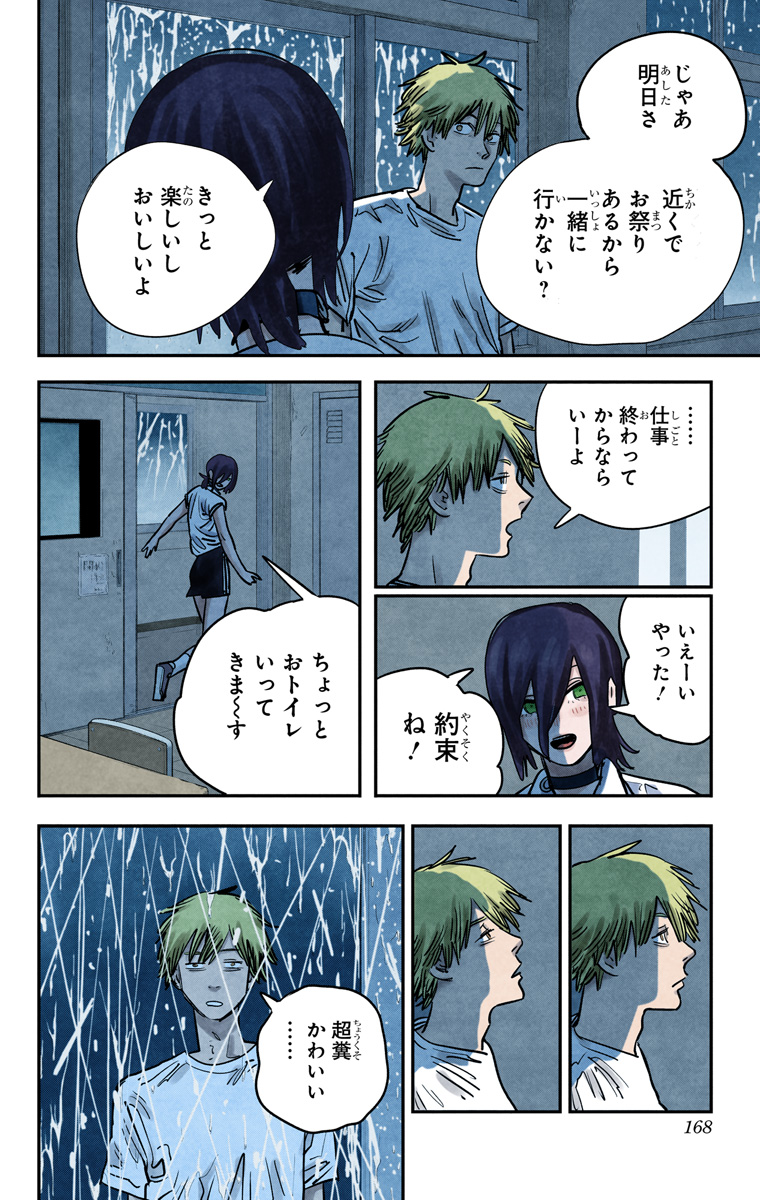 じゃあ
明日さ
近くで
お祭り
あるから
一緒に
行かない？
きっと
楽しいし
おいしいよ
……
仕事
終わって
からなら
いーよ
いえーい
やった！
約束
ね！
ちょっと
おトイレ
いって
きま〜す
超糞
かわいい
……
168